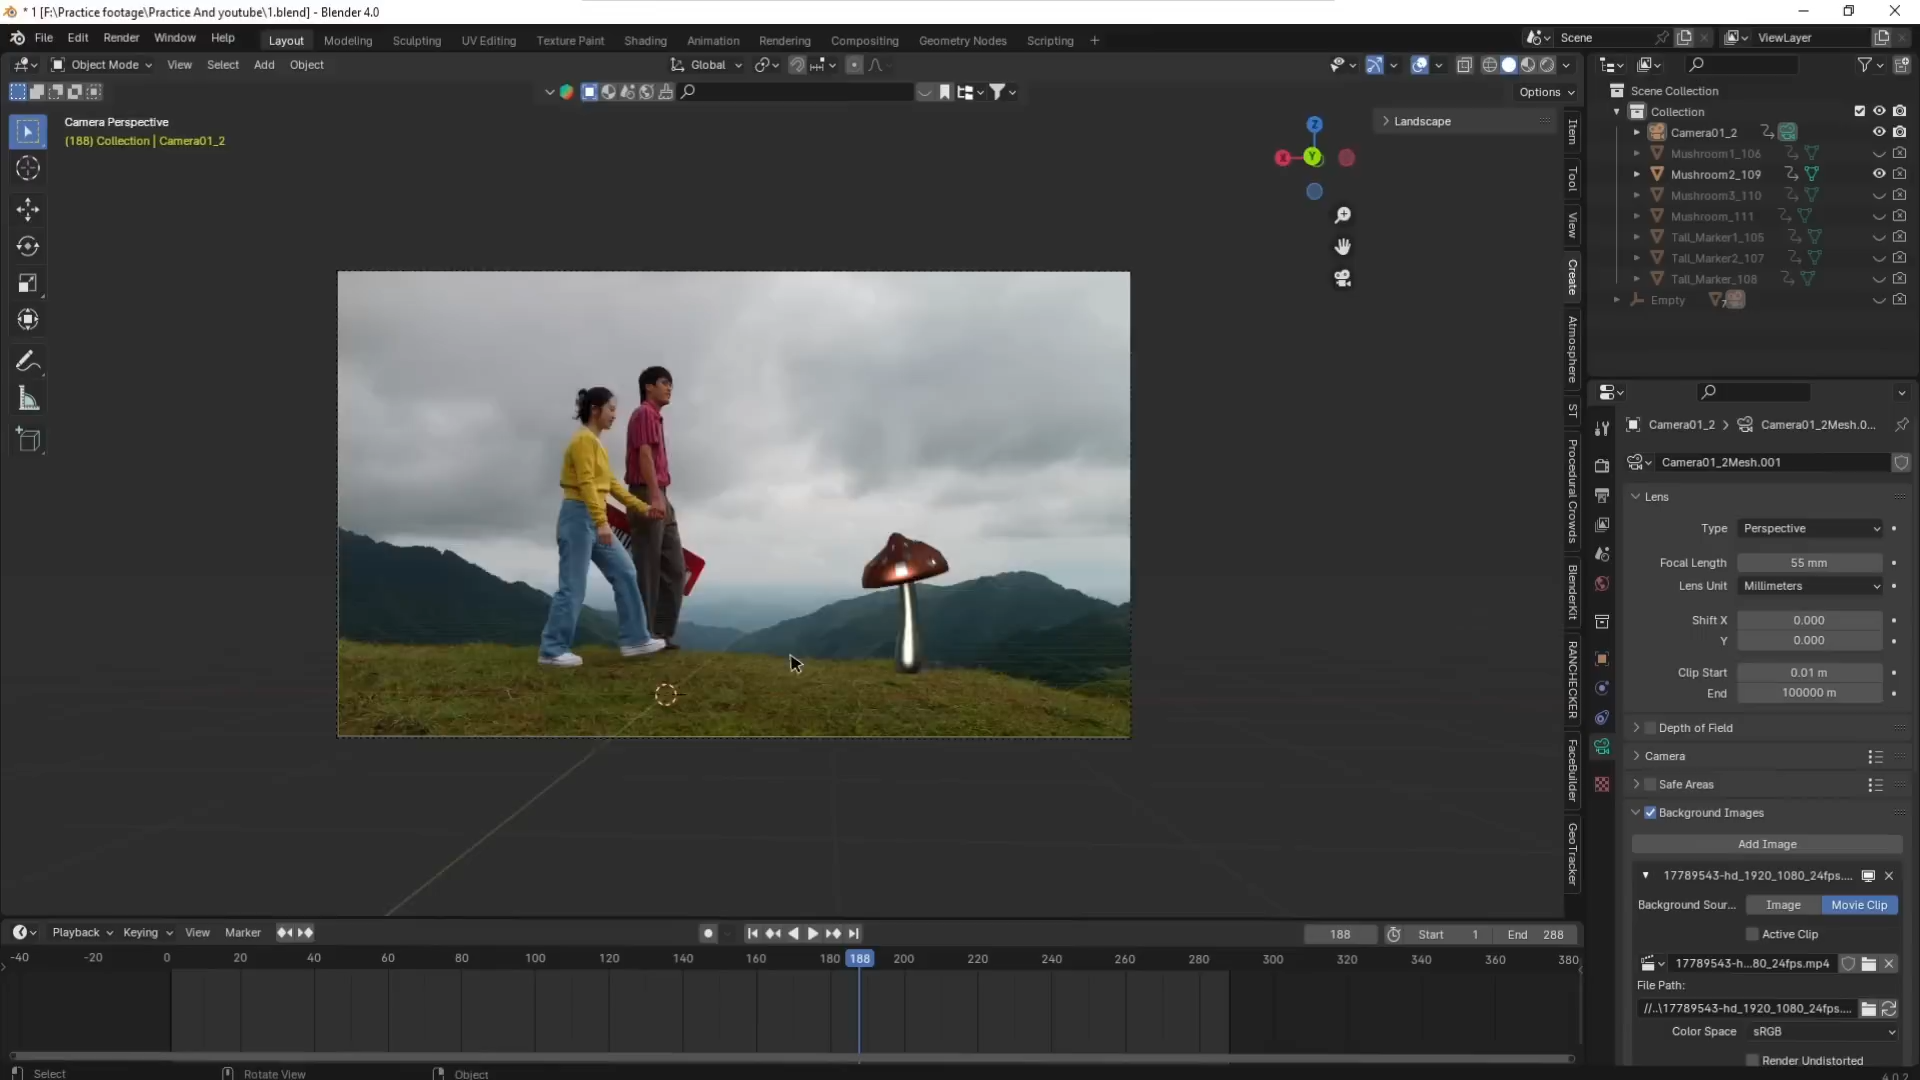 * 1 [F:\Practice footage\Practice And youtube\1.blend] - Blender 4.0
File Edit Render Window Help Layout Modeling Sculpting UV Editing Texture Paint Shading Animation Rendering Compositing Geometry Nodes Scripting + Scene ViewLayer
Object Mode View Select Add Object Global
Options
Camera Perspective
(188) Collection | Camera01_2
Landscape
Z
X
Y
Item
Tool
View
Create
Atmosphere
ST
Procedural Crowds
BlenderKit
RANCHECKER
FaceBuilder
GeoTracker
Scene Collection
Collection
Camera01_2
Mushroom1_106
Mushroom2_109
Mushroom3_110
Mushroom_111
Tall_Marker1_105
Tall_Marker2_107
Tall_Marker_108
Empty
7
Camera01_2 > Camera01_2Mesh.0...
Camera01_2Mesh.001
Lens
Type Perspective
Focal Length 55 mm
Lens Unit Millimeters
Shift X 0.000
Y 0.000
Clip Start 0.01 m
End 100000 m
Depth of Field
Camera
Safe Areas
Background Images
Add Image
17789543-hd_1920_1080_24fps....
Background Sour... Image Movie Clip
Active Clip
17789543-h...80_24fps.mp4
File Path:
//..\17789543-hd_1920_1080_24fps....
Color Space sRGB
Render Undistorted
Playback Keying View Marker 188 Start 1 End 288
-40 -20 0 20 40 60 80 100 120 140 160 180 188 200 220 240 260 280 300 320 340 360 380
Select Rotate View Object 4.0.2